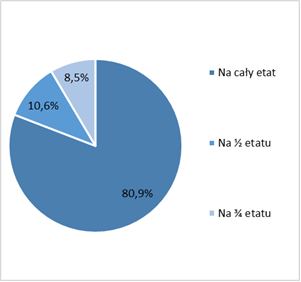 8,5%
Na cały etat
10,6%
Na ½ etatu
80,9%
Na ¾ etatu